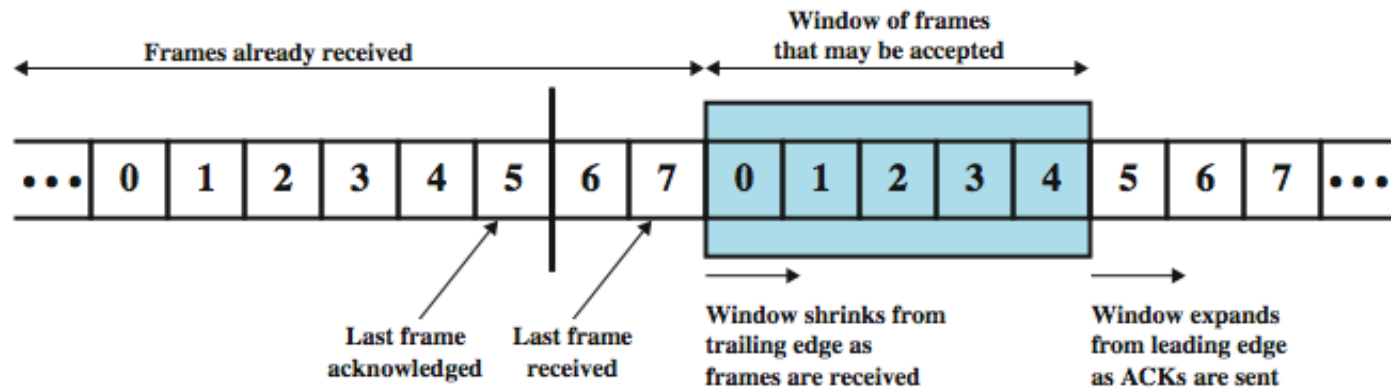 Window of frames
that may be accepted
Frames already received
••• 0 1 2 3 4 5 6 7 0 1 2 3 4 5 6 7 •••
Last frame
acknowledged
Last frame
received
Window shrinks from
trailing edge as
frames are received
Window expands
from leading edge
as ACKs are sent